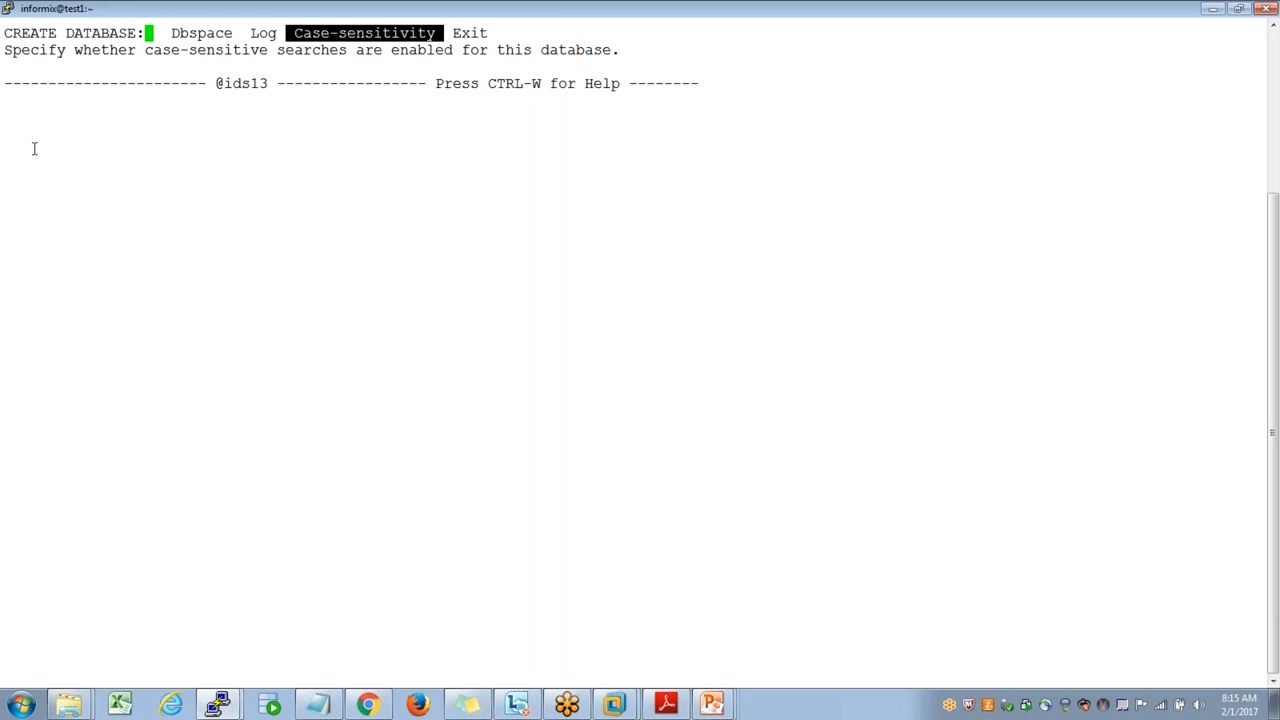 informix@test1:~
CREATE DATABASE: Dbspace Log Case-sensitivity Exit
Specify whether case-sensitive searches are enabled for this database.
----------------------- @ids13 ----------------- Press CTRL-W for Help --------
8:15 AM
2/1/2017